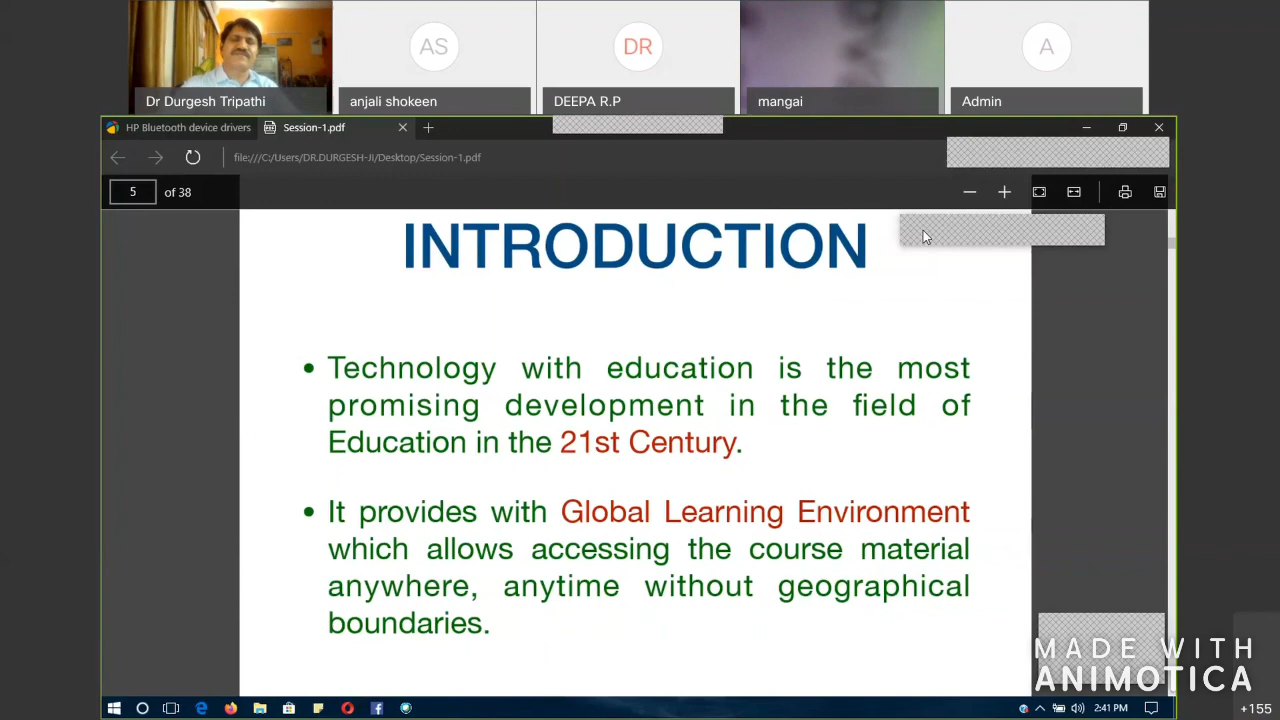 AS
DR
A
Dr Durgesh Tripathi
anjali shokeen
DEEPA R.P
mangai
Admin
HP Bluetooth device drivers
Session-1.pdf
file:///C:/Users/DR.DURGESH-JI/Desktop/Session-1.pdf
5 of 38
INTRODUCTION
• Technology with education is the most
promising development in the field of
Education in the 21st Century.
• It provides with Global Learning Environment
which allows accessing the course material
anywhere, anytime without geographical
boundaries.
MADE WITH
ANIMOTICA
2:41 PM
+155